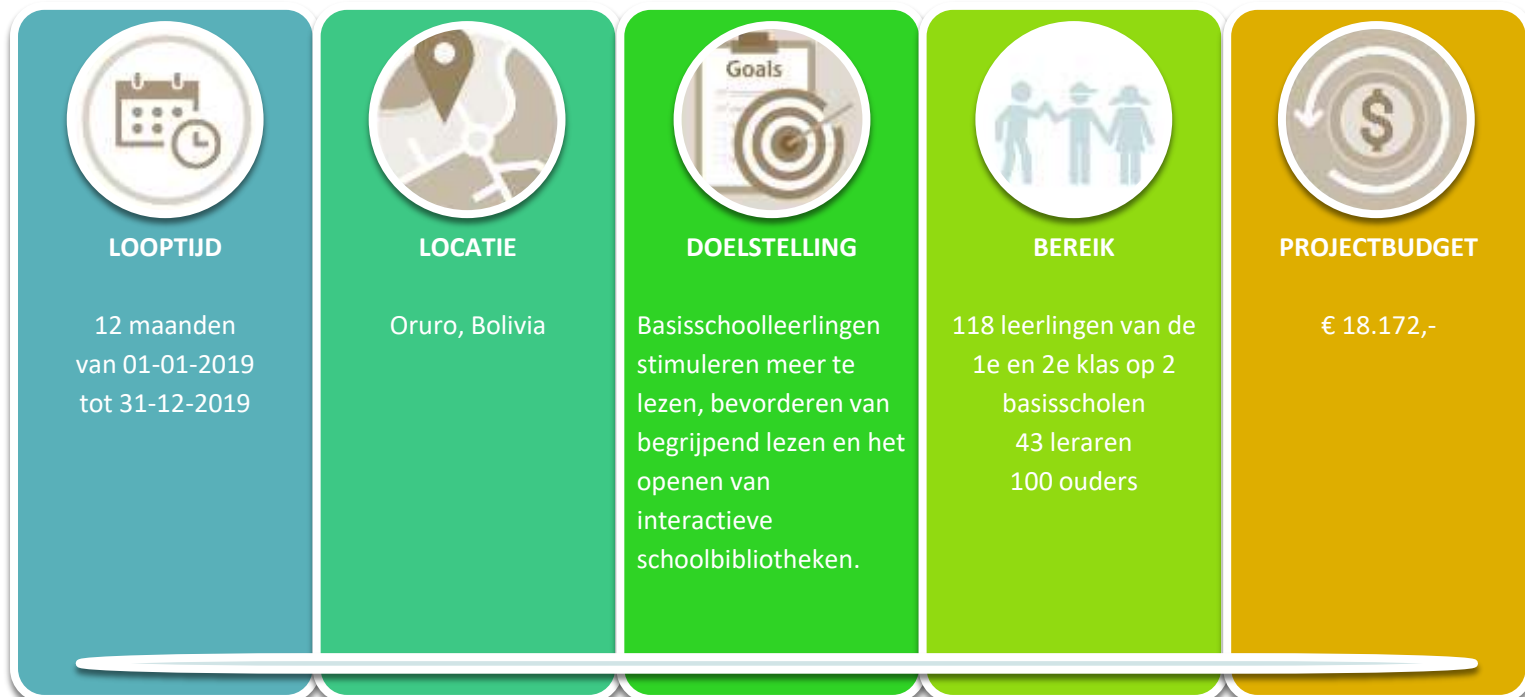 LOOPTIJD
12 maanden
van 01-01-2019
tot 31-12-2019
LOCATIE
Oruro, Bolivia
Goals
DOELSTELLING
Basisschoolleerlingen
stimuleren meer te
lezen, bevorderen van
begrijpend lezen en het
openen van
interactieve
schoolbibliotheken.
BEREIK
118 leerlingen van de
1e en 2e klas op 2
basisscholen
43 leraren
100 ouders
$
PROJECTBUDGET
€ 18.172,-